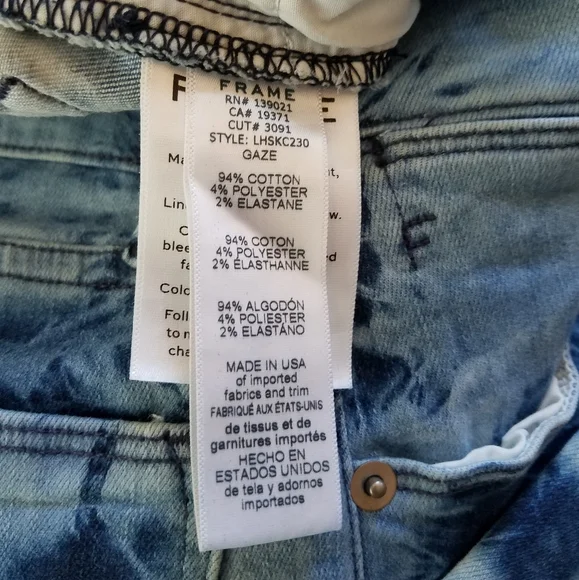 FRAME
RN# 139021
CA# 19371
CUT# 3091
STYLE: LHSKC230
GAZE
94% COTTON
4% POLYESTER
2% ELASTANE
94% COTON
4% POLYESTER
2% ÉLASTHANNE
94% ALGODÓN
4% POLIESTER
2% ELASTANO
MADE IN USA
of imported
fabrics and trim
FABRIQUÉ AUX ÉTATS-UNIS
de tissus et de
garnitures importés
HECHO EN
ESTADOS UNIDOS
de tela y adornos
importados